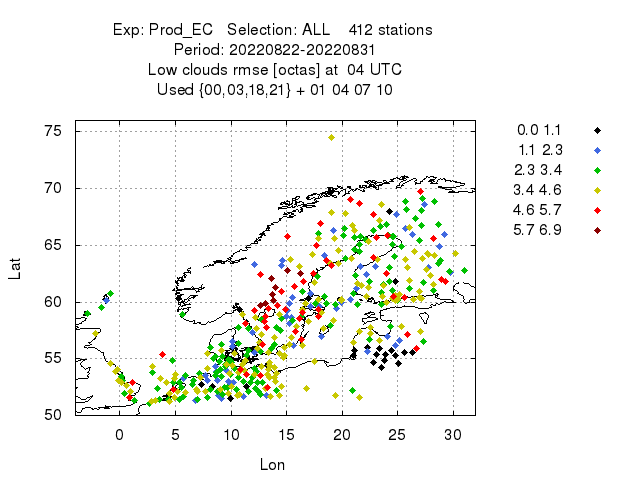 Exp: Prod_EC Selection: ALL 412 stations
Period: 20220822-20220831
Low clouds rmse [octas] at 04 UTC
Used {00,03,18,21} + 01 04 07 10
0.0 1.1
1.1 2.3
2.3 3.4
3.4 4.6
4.6 5.7
5.7 6.9
75
70
65
60
55
50
Lat
0 5 10 15 20 25 30
Lon